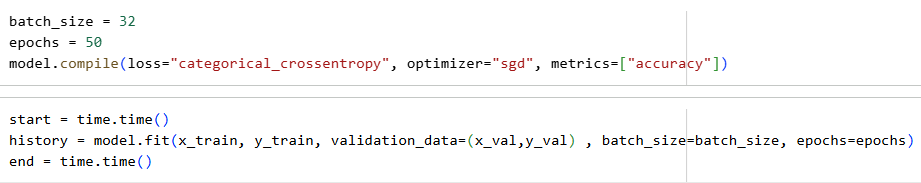 batch_size = 32
epochs = 50
model.compile(loss="categorical_crossentropy", optimizer="sgd", metrics=["accuracy"])
start = time.time()
history = model.fit(x_train, y_train, validation_data=(x_val,y_val) , batch_size=batch_size, epochs=epochs)
end = time.time()